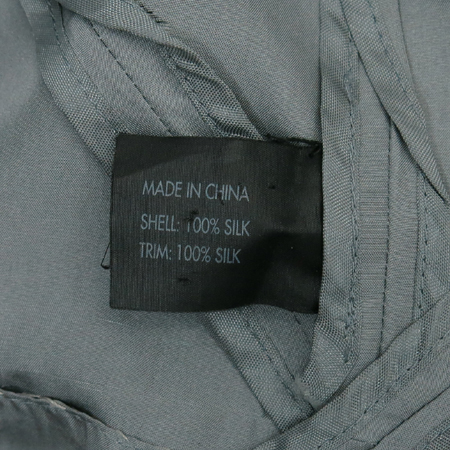 MADE IN CHINA
SHELL: 100% SILK
TRIM: 100% SILK